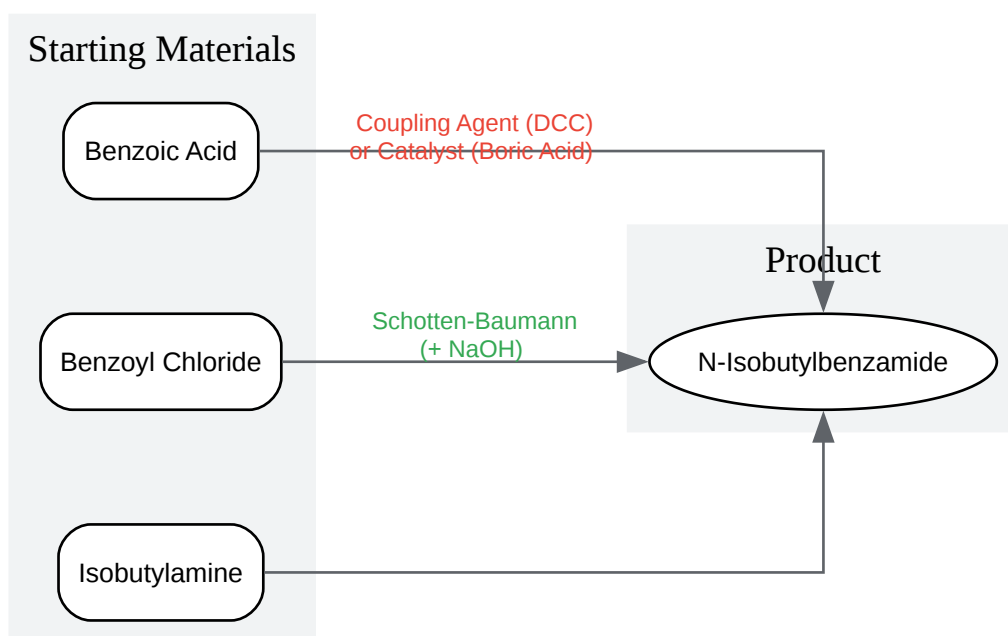 Starting Materials
Benzoic Acid
Coupling Agent (DCC)
or Catalyst (Boric Acid)
Product
Benzoyl Chloride
Schotten-Baumann
(+ NaOH)
N-Isobutylbenzamide
Isobutylamine